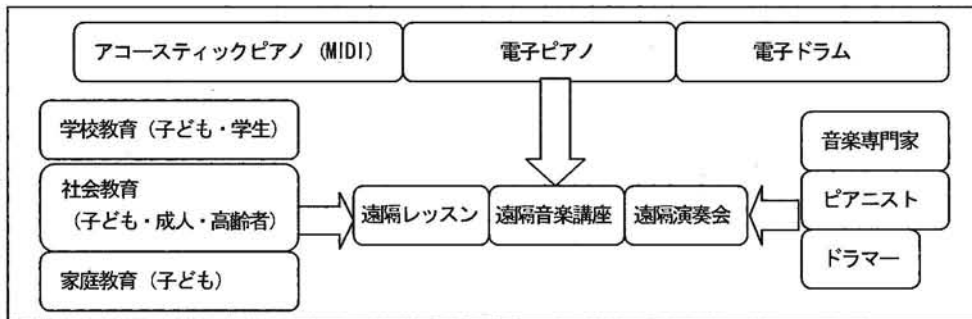 アコースティックピアノ (MIDI)
電子ピアノ
電子ドラム
学校教育 (子ども・学生)
社会教育
(子ども・成人・高齢者)
家庭教育 (子ども)
遠隔レッスン
遠隔音楽講座
遠隔演奏会
音楽専門家
ピアニスト
ドラマー